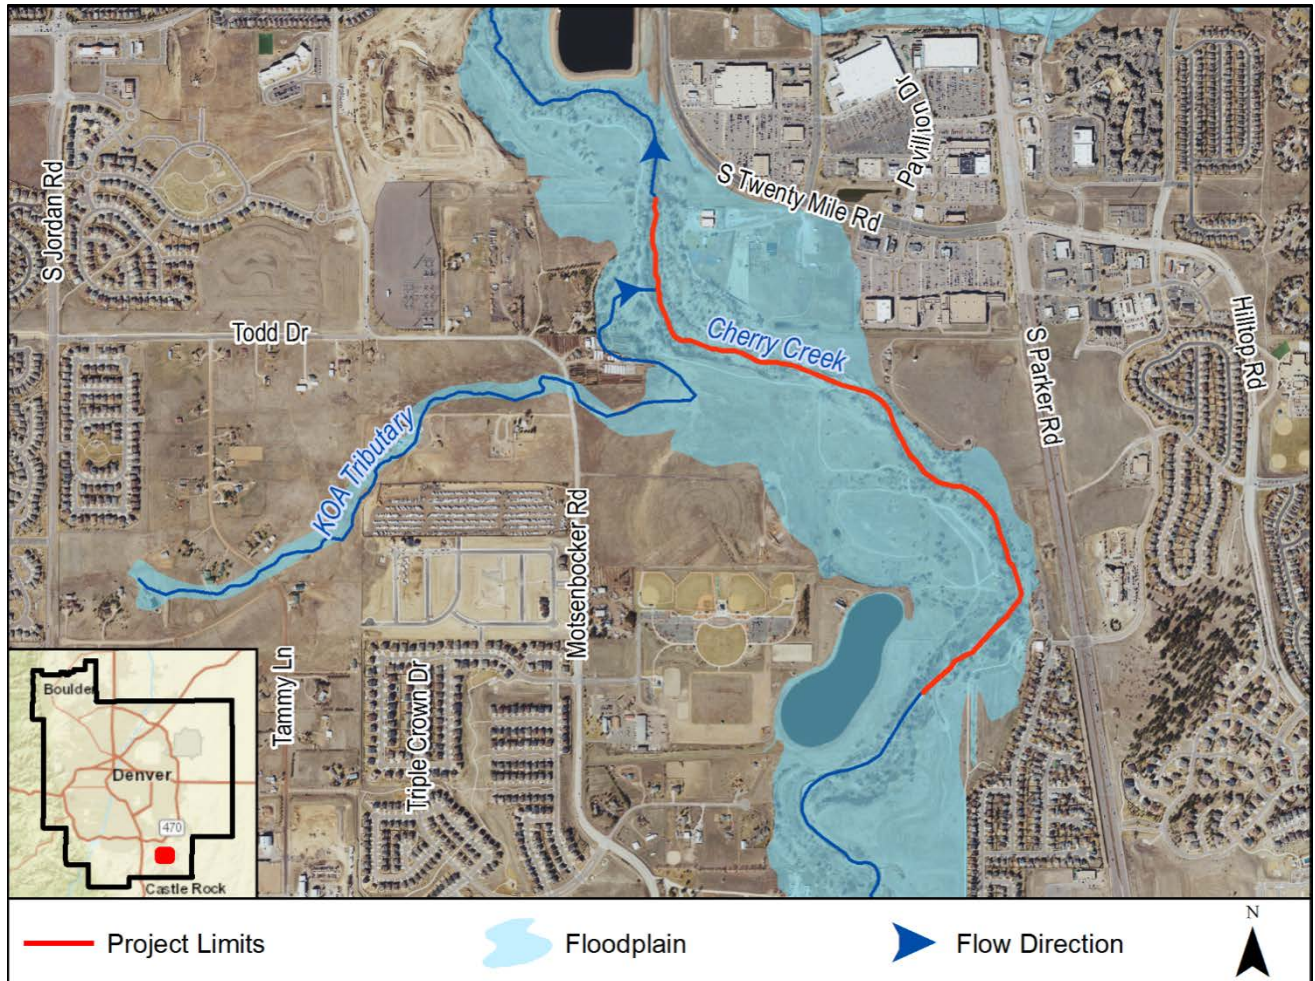 Pavillion Dr
S Twenty Mile Rd
S Jordan Rd
Todd Dr
Cherry Creek
S Parker Rd
Hilltop Rd
KOA Tributary
Motsenbocker Rd
Tammy Ln
Triple Crown Dr
Boulder
Denver
470
Castle Rock
Project Limits
Floodplain
Flow Direction
N